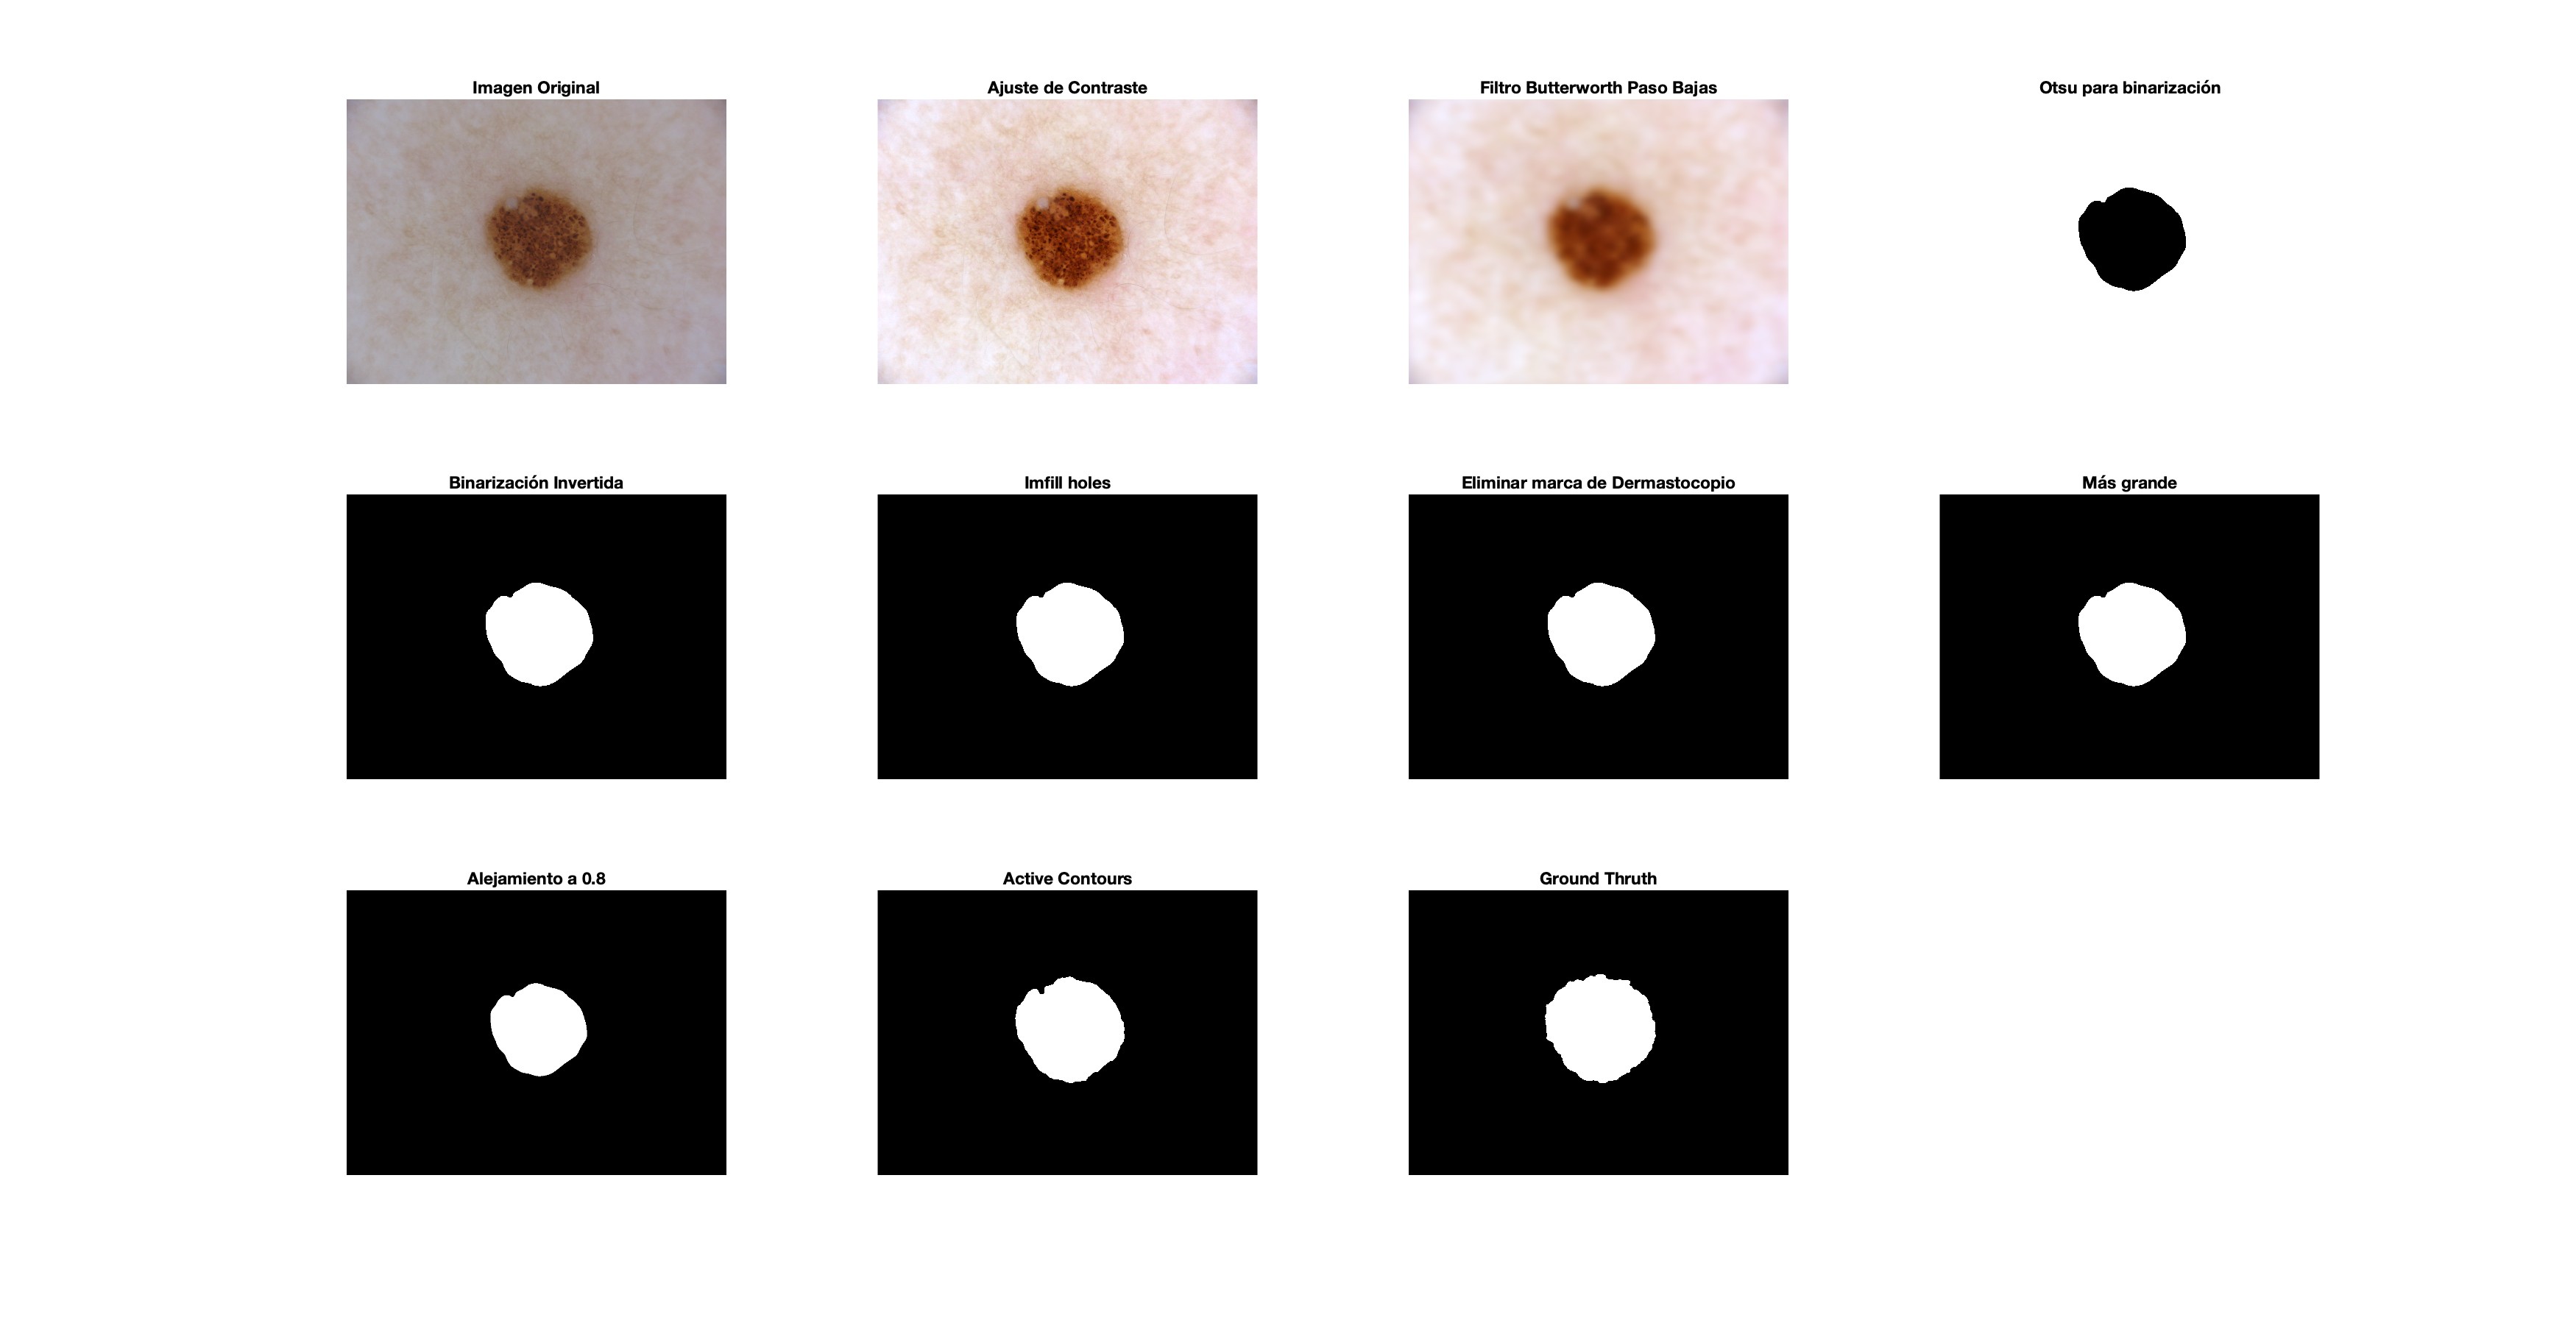 Imagen Original
Ajuste de Contraste
Filtro Butterworth Paso Bajas
Otsu para binarización
Binarización Invertida
Imfill holes
Eliminar marca de Dermastocopio
Más grande
Alejamiento a 0.8
Active Contours
Ground Thruth